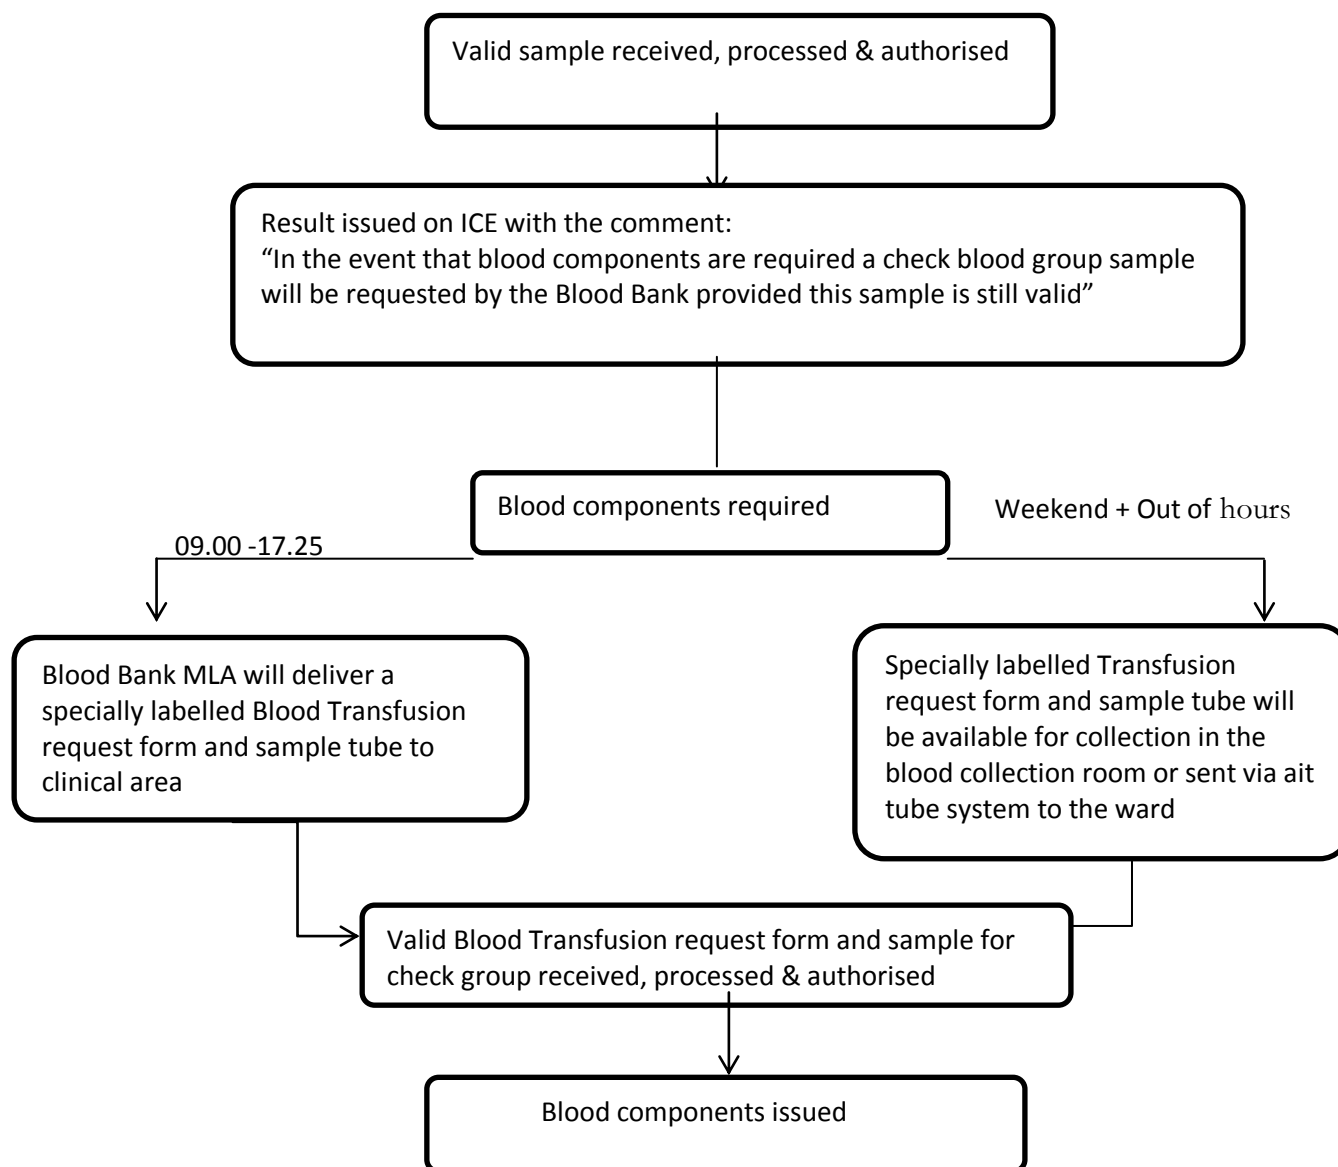 Valid sample received, processed & authorised
Result issued on ICE with the comment:
“In the event that blood components are required a check blood group sample
will be requested by the Blood Bank provided this sample is still valid”
Blood components required
Weekend + Out of hours
09.00 -17.25
Blood Bank MLA will deliver a
specially labelled Blood Transfusion
request form and sample tube to
clinical area
Specially labelled Transfusion
request form and sample tube will
be available for collection in the
blood collection room or sent via ait
tube system to the ward
Valid Blood Transfusion request form and sample for
check group received, processed & authorised
Blood components issued